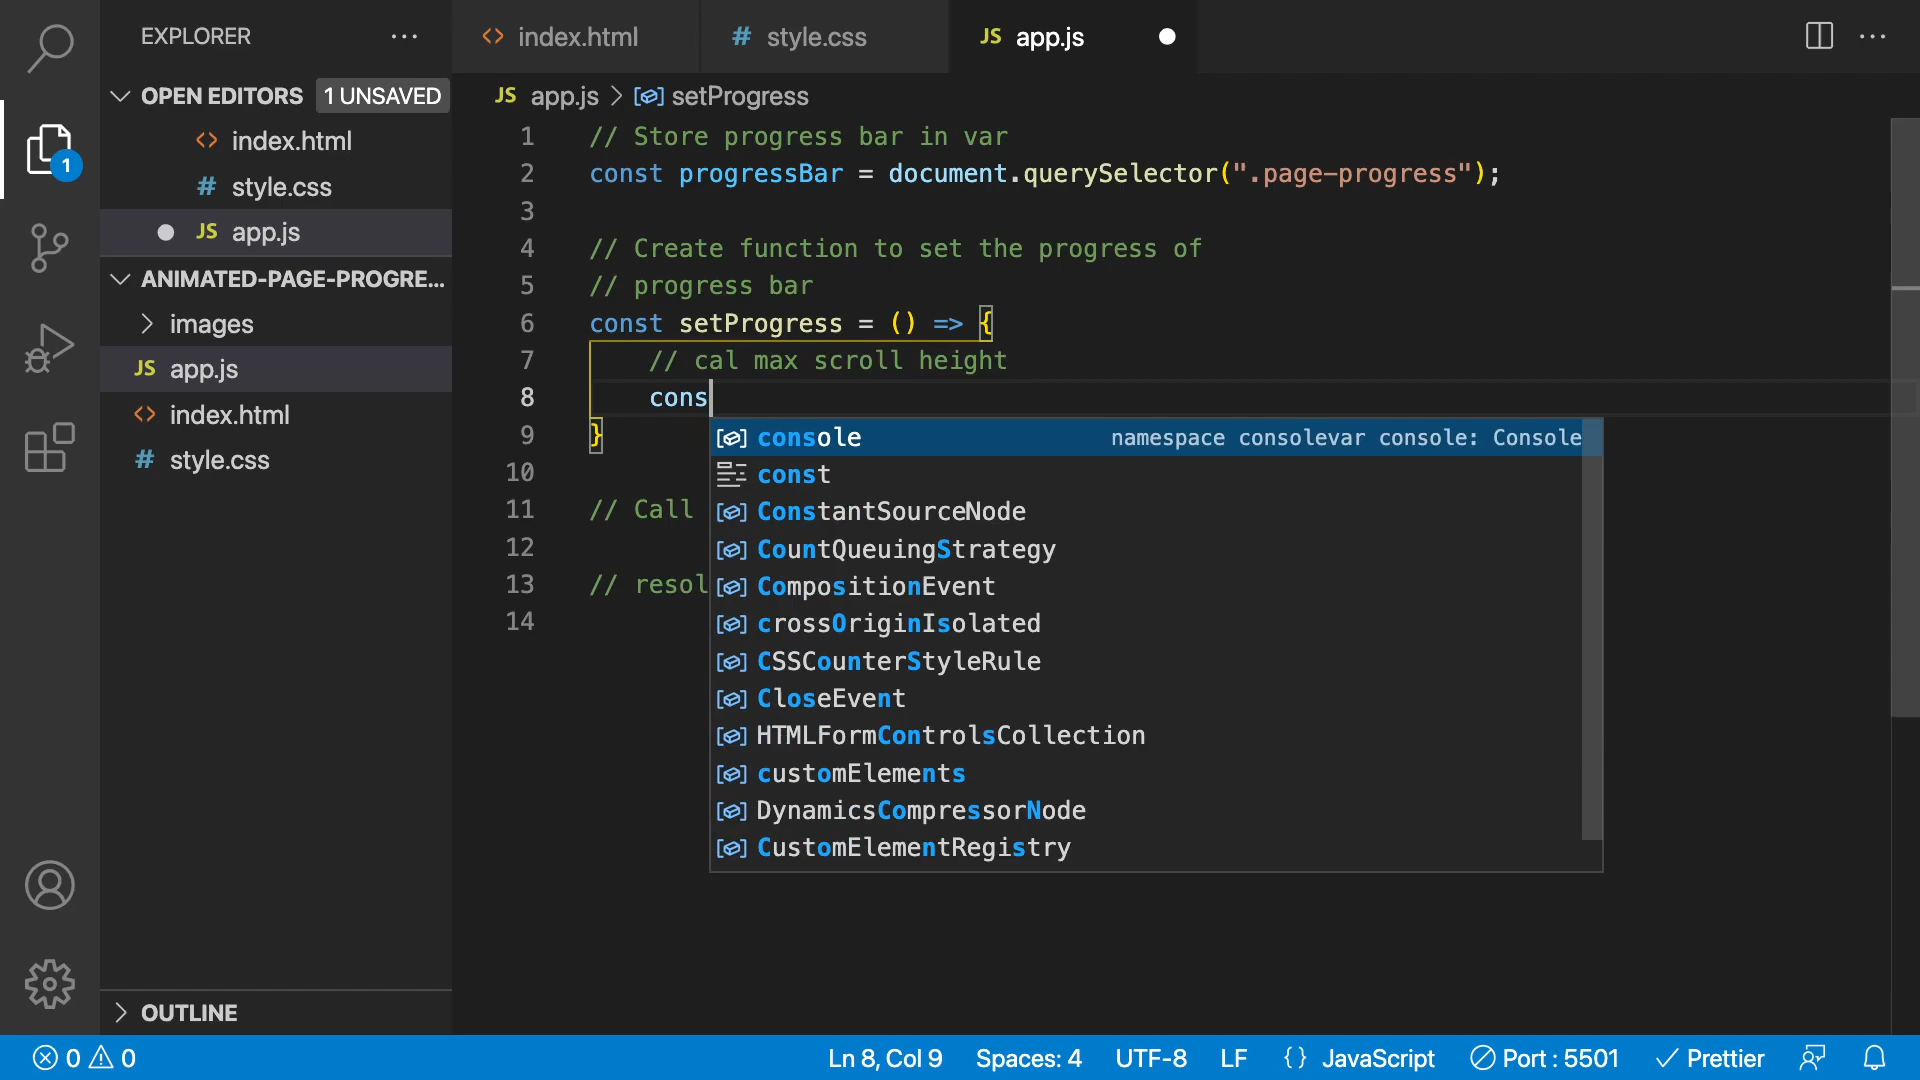 EXPLORER
OPEN EDITORS 1 UNSAVED
index.html
# style.css
JS app.js
ANIMATED-PAGE-PROGRE...
images
JS app.js
index.html
# style.css
OUTLINE
1
index.html
# style.css
JS app.js
JS app.js > setProgress
1 // Store progress bar in var
2 const progressBar = document.querySelector(".page-progress");
3
4 // Create function to set the progress of
5 // progress bar
6 const setProgress = () => {
7 // cal max scroll height
8 cons
9 }
10
11 // Call
12
13 // resol
14
console namespace consolevar console: Console
const
ConstantSourceNode
CountQueuingStrategy
CompositionEvent
crossOriginIsolated
CSSCounterStyleRule
CloseEvent
HTMLFormControlsCollection
customElements
DynamicsCompressorNode
CustomElementRegistry
0 0 Ln 8, Col 9 Spaces: 4 UTF-8 LF {} JavaScript Port : 5501 Prettier